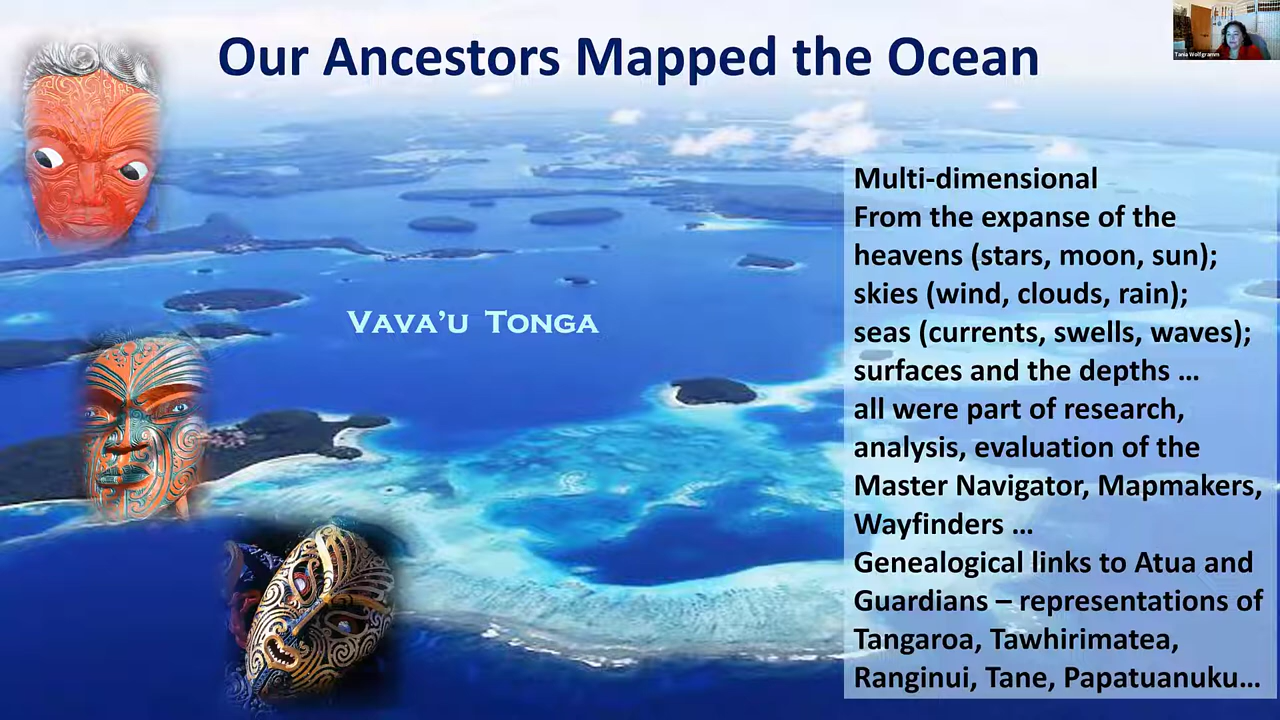 Our Ancestors Mapped the Ocean
Tania Wolfgramm
Vava'u Tonga
Multi-dimensional
From the expanse of the
heavens (stars, moon, sun);
skies (wind, clouds, rain);
seas (currents, swells, waves);
surfaces and the depths ...
all were part of research,
analysis, evaluation of the
Master Navigator, Mapmakers,
Wayfinders ...
Genealogical links to Atua and
Guardians – representations of
Tangaroa, Tawhirimatea,
Ranginui, Tane, Papatuanuku...